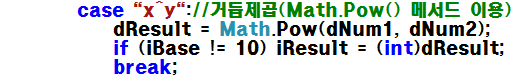 case "x^y"://거듭제곱(Math.Pow() 메서드 이용)
dResult = Math.Pow(dNum1, dNum2);
if (iBase != 10) iResult = (int)dResult;
break;